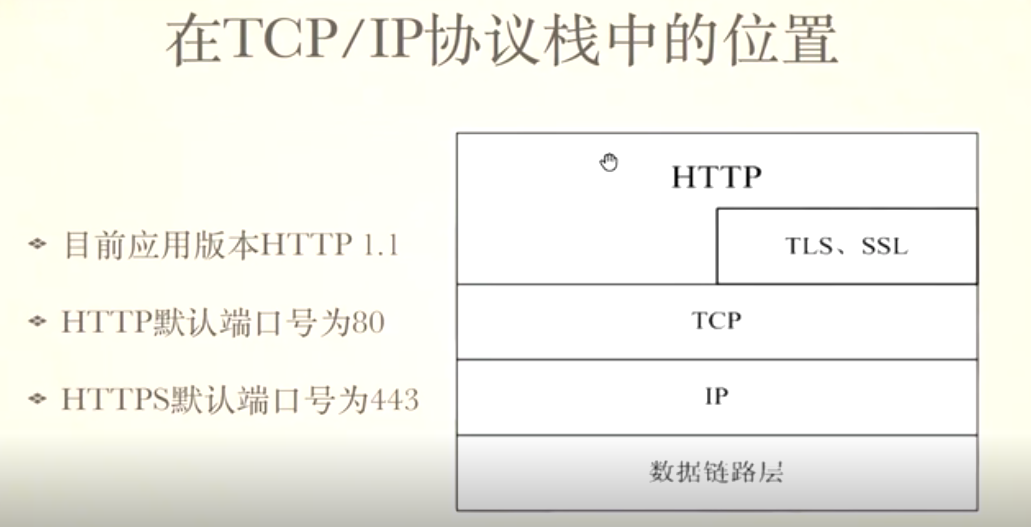 在TCP/IP协议栈中的位置
目前应用版本HTTP 1.1
HTTP默认端口号为80
HTTPS默认端口号为443
HTTP
TLS、SSL
TCP
IP
数据链路层